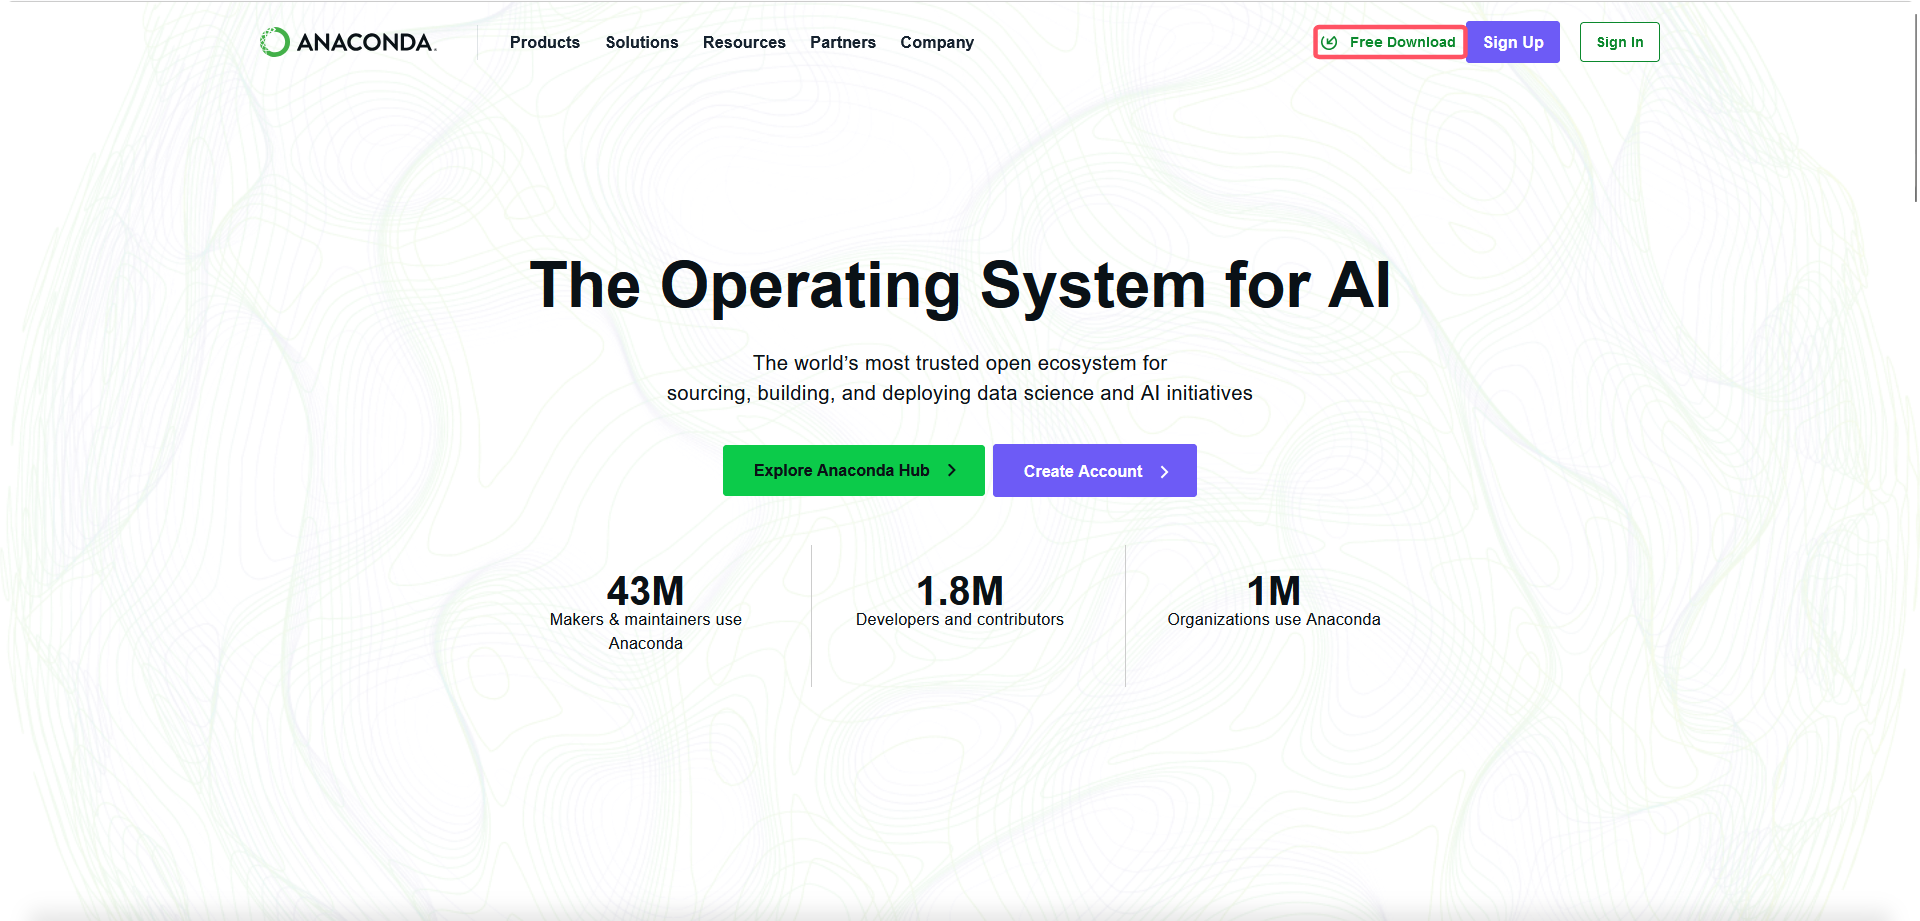 ANACONDA.
Products Solutions Resources Partners Company
Free Download Sign Up Sign In
The Operating System for AI
The world’s most trusted open ecosystem for
sourcing, building, and deploying data science and AI initiatives
Explore Anaconda Hub
Create Account
43M
Makers & maintainers use
Anaconda
1.8M
Developers and contributors
1M
Organizations use Anaconda